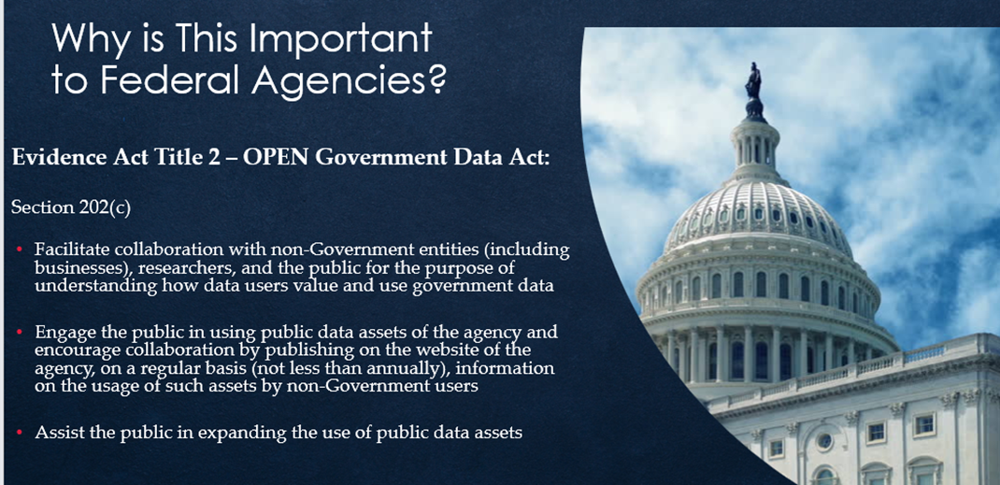 Why is This Important
to Federal Agencies?
Evidence Act Title 2 – OPEN Government Data Act:
Section 202(c)
• Facilitate collaboration with non-Government entities (including
businesses), researchers, and the public for the purpose of
understanding how data users value and use government data
• Engage the public in using public data assets of the agency and
encourage collaboration by publishing on the website of the
agency, on a regular basis (not less than annually), information
on the usage of such assets by non-Government users
• Assist the public in expanding the use of public data assets